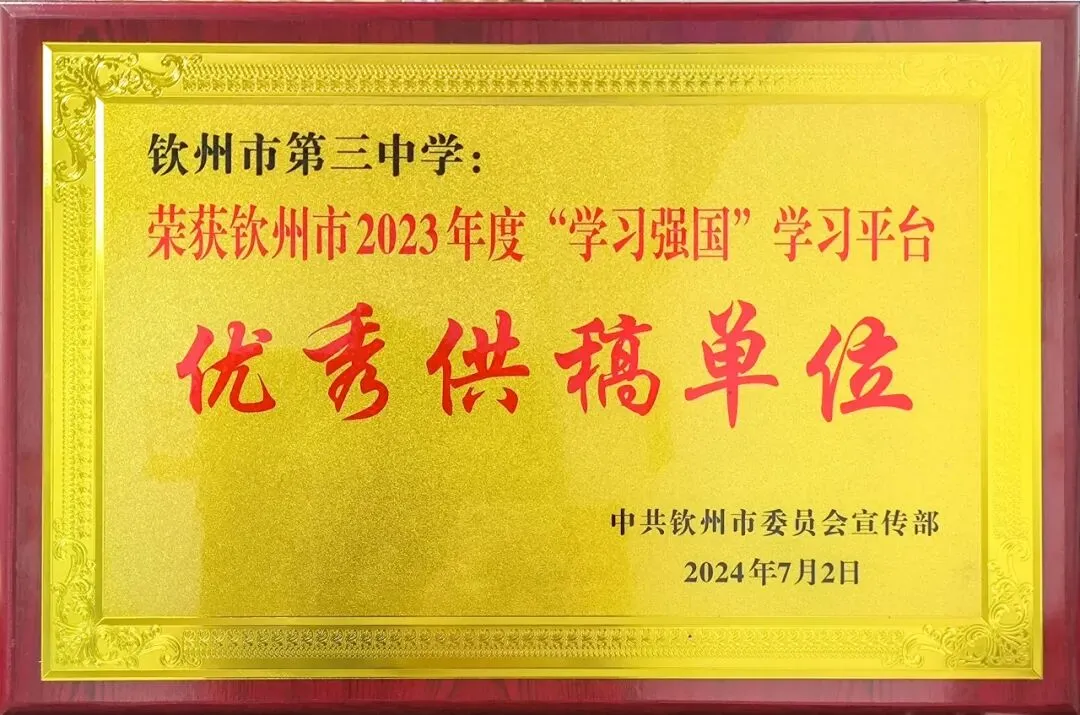 钦州市第三中学：
荣获钦州市2023年度“学习强国”学习平台
优秀供稿单位
中共钦州市委员会宣传部
2024年7月2日